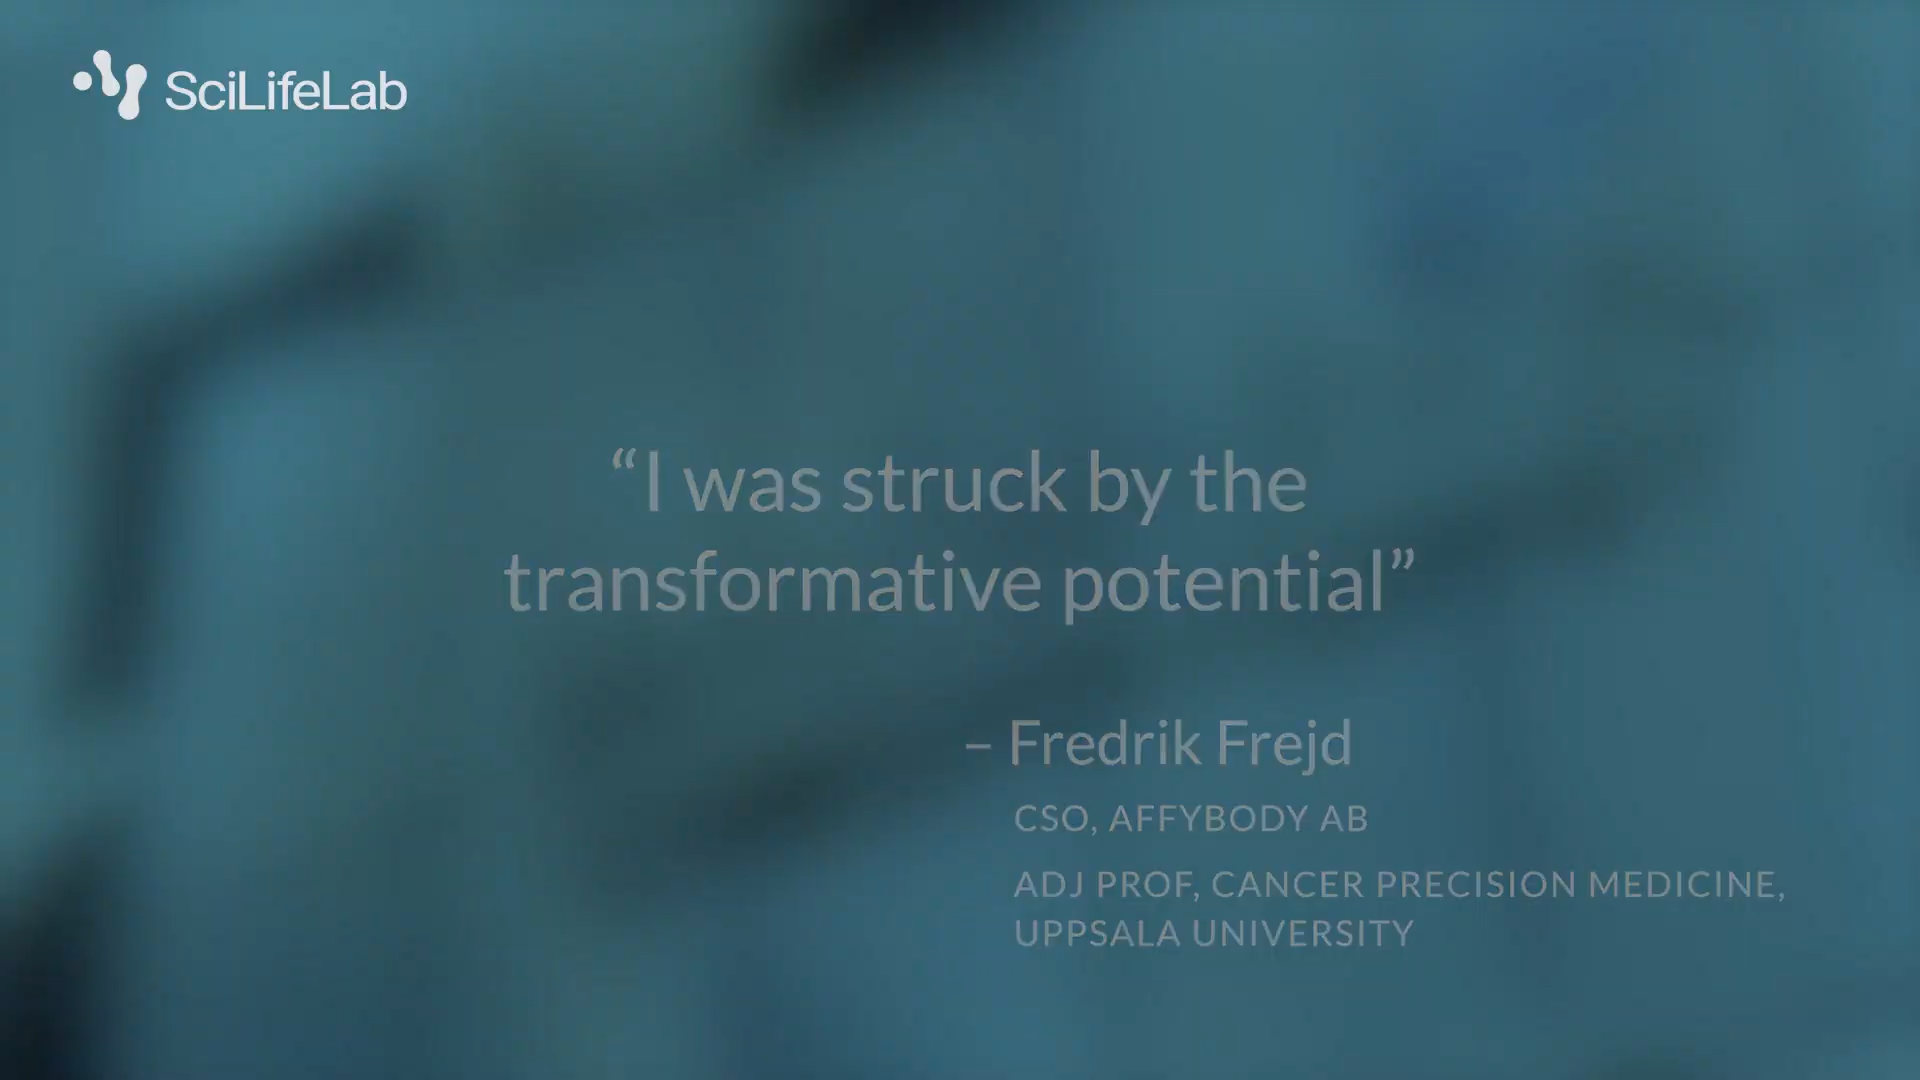 SciLifeLab
“I was struck by the
transformative potential”
– Fredrik Frejd
CSO, AFFYBODY AB
ADJ PROF, CANCER PRECISION MEDICINE,
UPPSALA UNIVERSITY